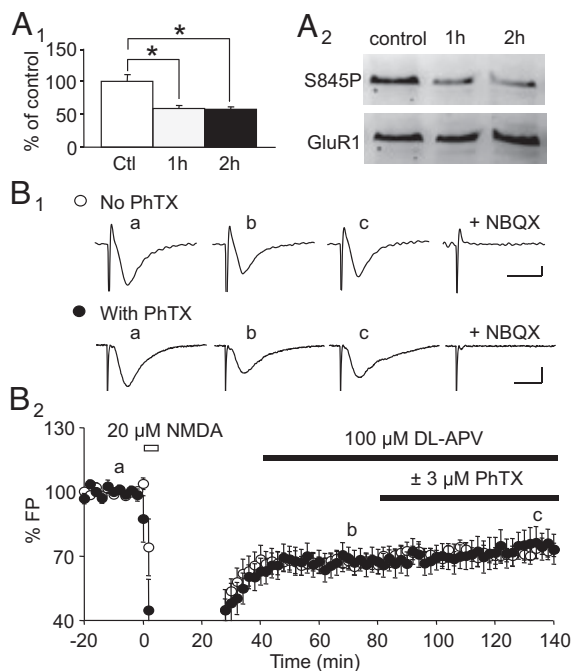 A1
A2
control 1h 2h
S845P
GluR1
% of control
150
100
50
0
*
*
Ctl 1h 2h
B1
No PhTX
a b c + NBQX
With PhTX
a b c + NBQX
B2
% FP
130
100
70
40
20 µM NMDA
100 µM DL-APV
± 3 µM PhTX
a
b
c
-20 0 20 40 60 80 100 120 140
Time (min)